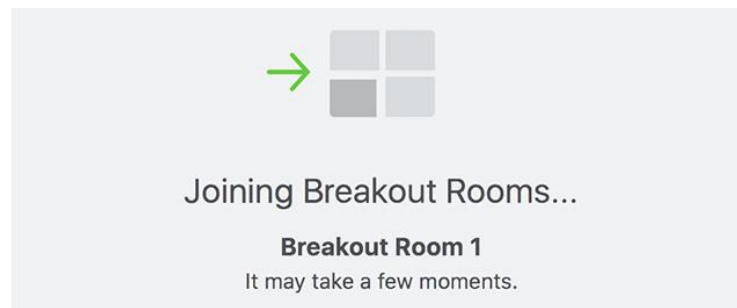 Joining Breakout Rooms...
Breakout Room 1
It may take a few moments.